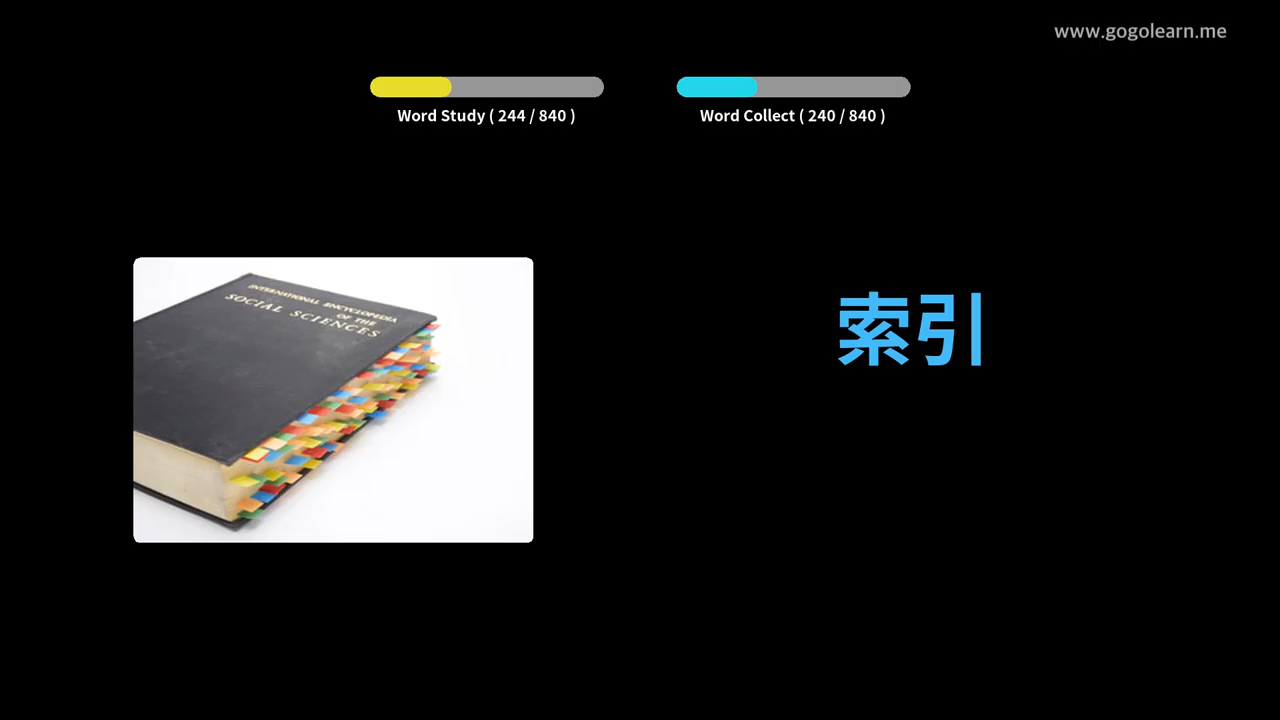 www.gogolearn.me
Word Study ( 244 / 840 )
Word Collect ( 240 / 840 )
INTERNATIONAL ENCYCLOPEDIA
OF THE
SOCIAL SCIENCES
索引